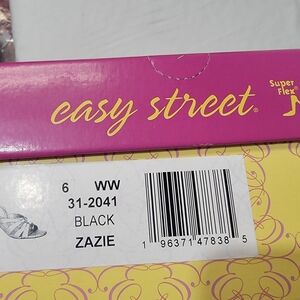 easy street®
Super
Flex®
6 WW
31-2041
BLACK
ZAZIE
1 96371 47838 5